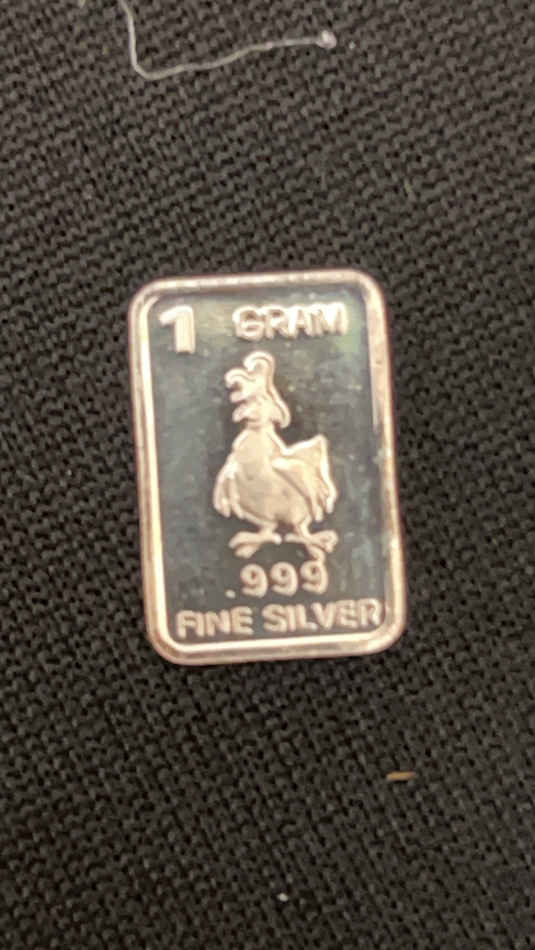 1 GRAM
.999
FINE SILVER